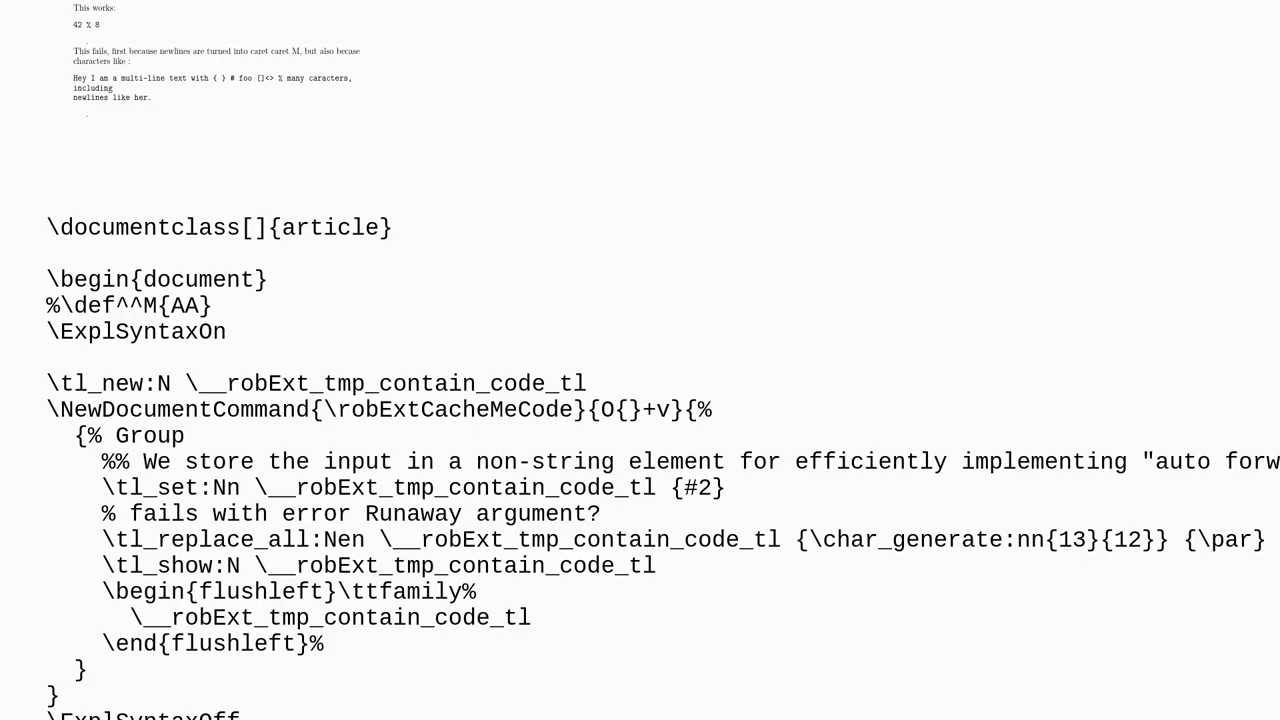 This works:
42 % 8
.
This fails, first because newlines are turned into caret caret M, but also becase
characters like :
Hey I am a multi-line text with { } # foo []<> % many caracters,
including
newlines like her.
.
\documentclass[]{article}
\begin{document}
%\def^^M{AA}
\ExplSyntaxOn
\tl_new:N \__robExt_tmp_contain_code_tl
\NewDocumentCommand{\robExtCacheMeCode}{O{}+v}{%
  {% Group
    %% We store the input in a non-string element for efficiently implementing "auto forw
    \tl_set:Nn \__robExt_tmp_contain_code_tl {#2}
    % fails with error Runaway argument?
    \tl_replace_all:Nen \__robExt_tmp_contain_code_tl {\char_generate:nn{13}{12}} {\par}
    \tl_show:N \__robExt_tmp_contain_code_tl
    \begin{flushleft}\ttfamily%
      \__robExt_tmp_contain_code_tl
    \end{flushleft}%
  }
}
\ExplSyntaxOff